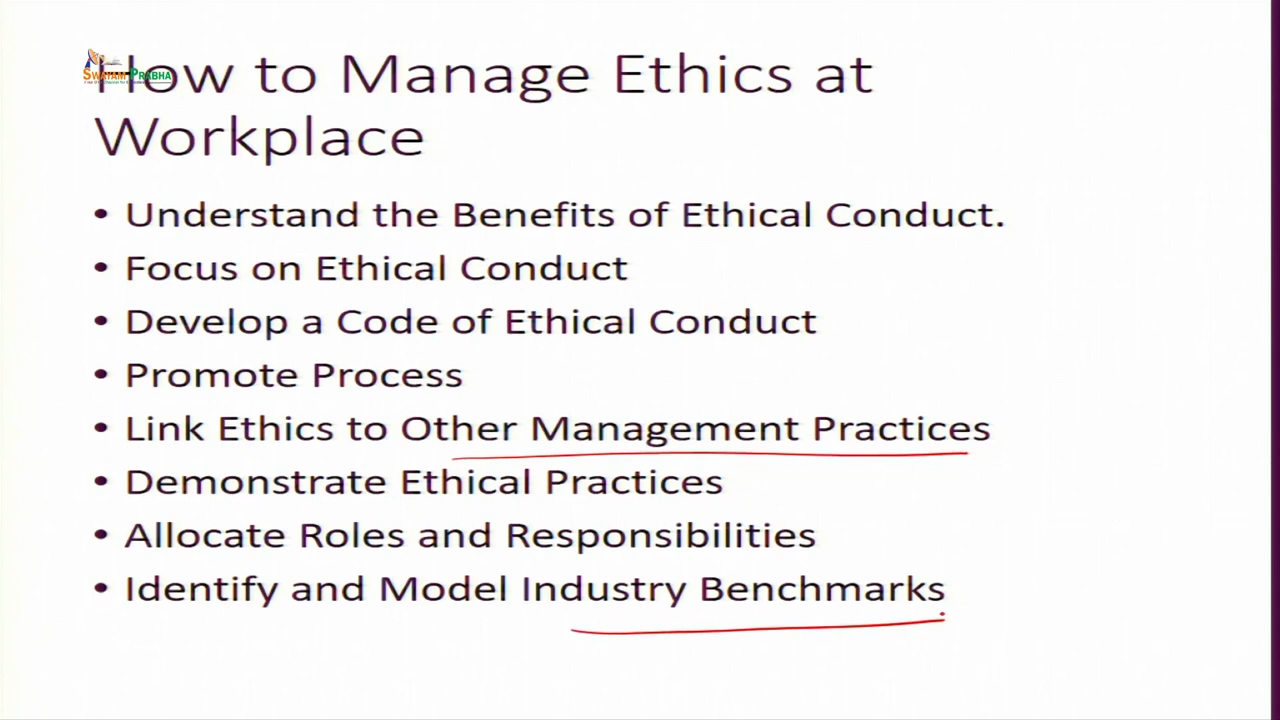 SWAYAM PRABHA
How to Manage Ethics at
Workplace
• Understand the Benefits of Ethical Conduct.
• Focus on Ethical Conduct
• Develop a Code of Ethical Conduct
• Promote Process
• Link Ethics to Other Management Practices
• Demonstrate Ethical Practices
• Allocate Roles and Responsibilities
• Identify and Model Industry Benchmarks